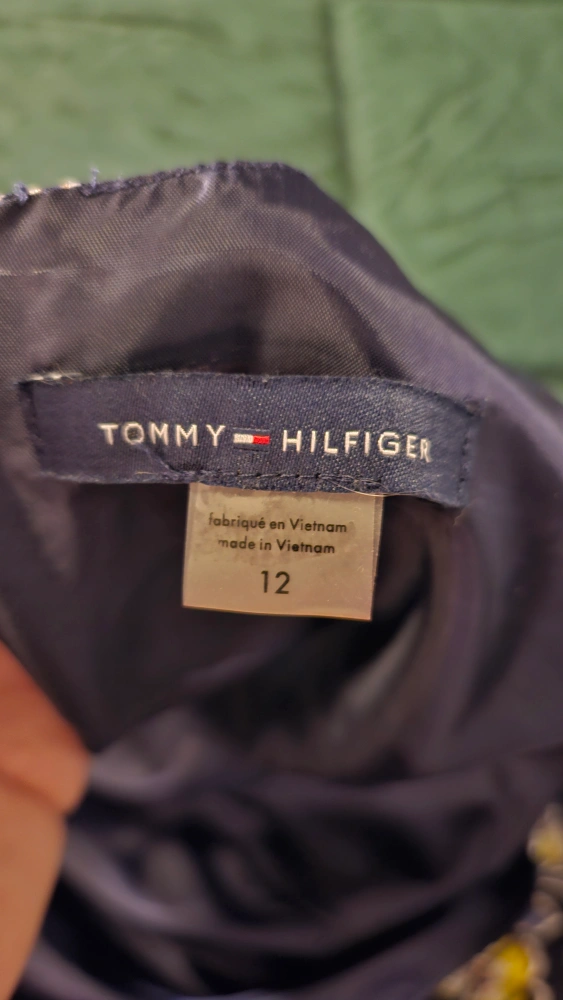 TOMMY HILFIGER
fabriqué en Vietnam
made in Vietnam
12